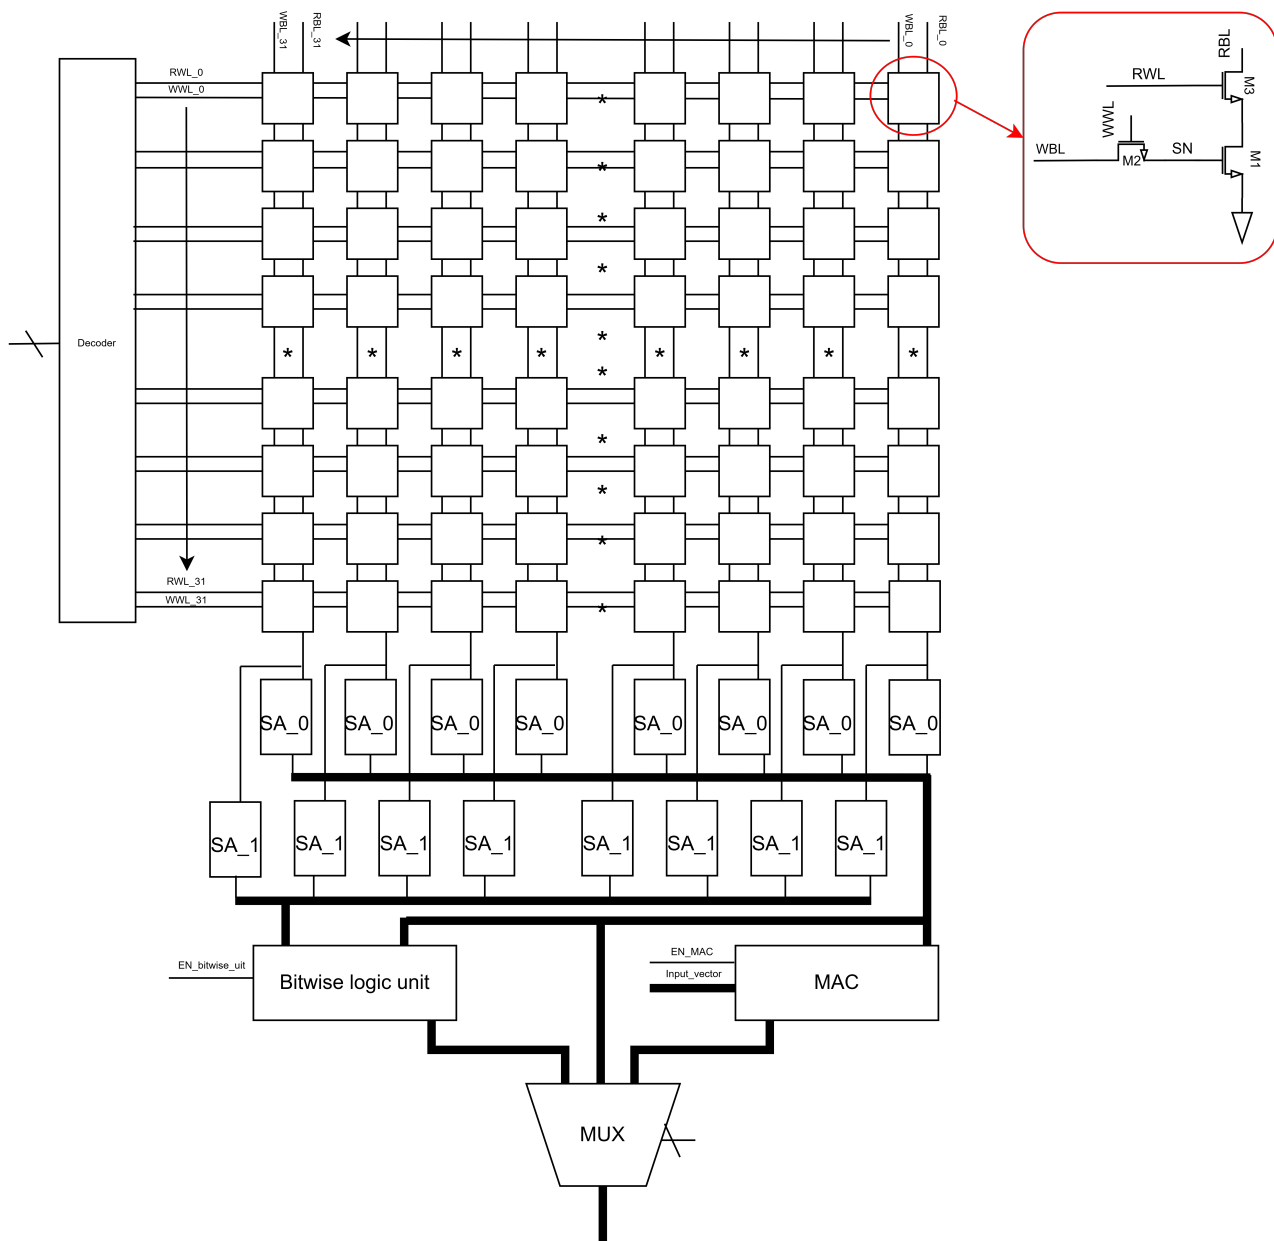 WBL_31
RBL_31
WBL_0
RBL_0
RWL_0
WWL_0
RBL
RWL
M3
WWL
WBL
M2
SN
M1
*
*
*
*
Decoder
*
* * * * * * * *
*
*
*
*
RWL_31
WWL_31
*
SA_0 SA_0 SA_0 SA_0 SA_0 SA_0 SA_0 SA_0
SA_1 SA_1 SA_1 SA_1 SA_1 SA_1 SA_1 SA_1
EN_bitwise_uit
Bitwise logic unit
EN_MAC
Input_vector
MAC
MUX